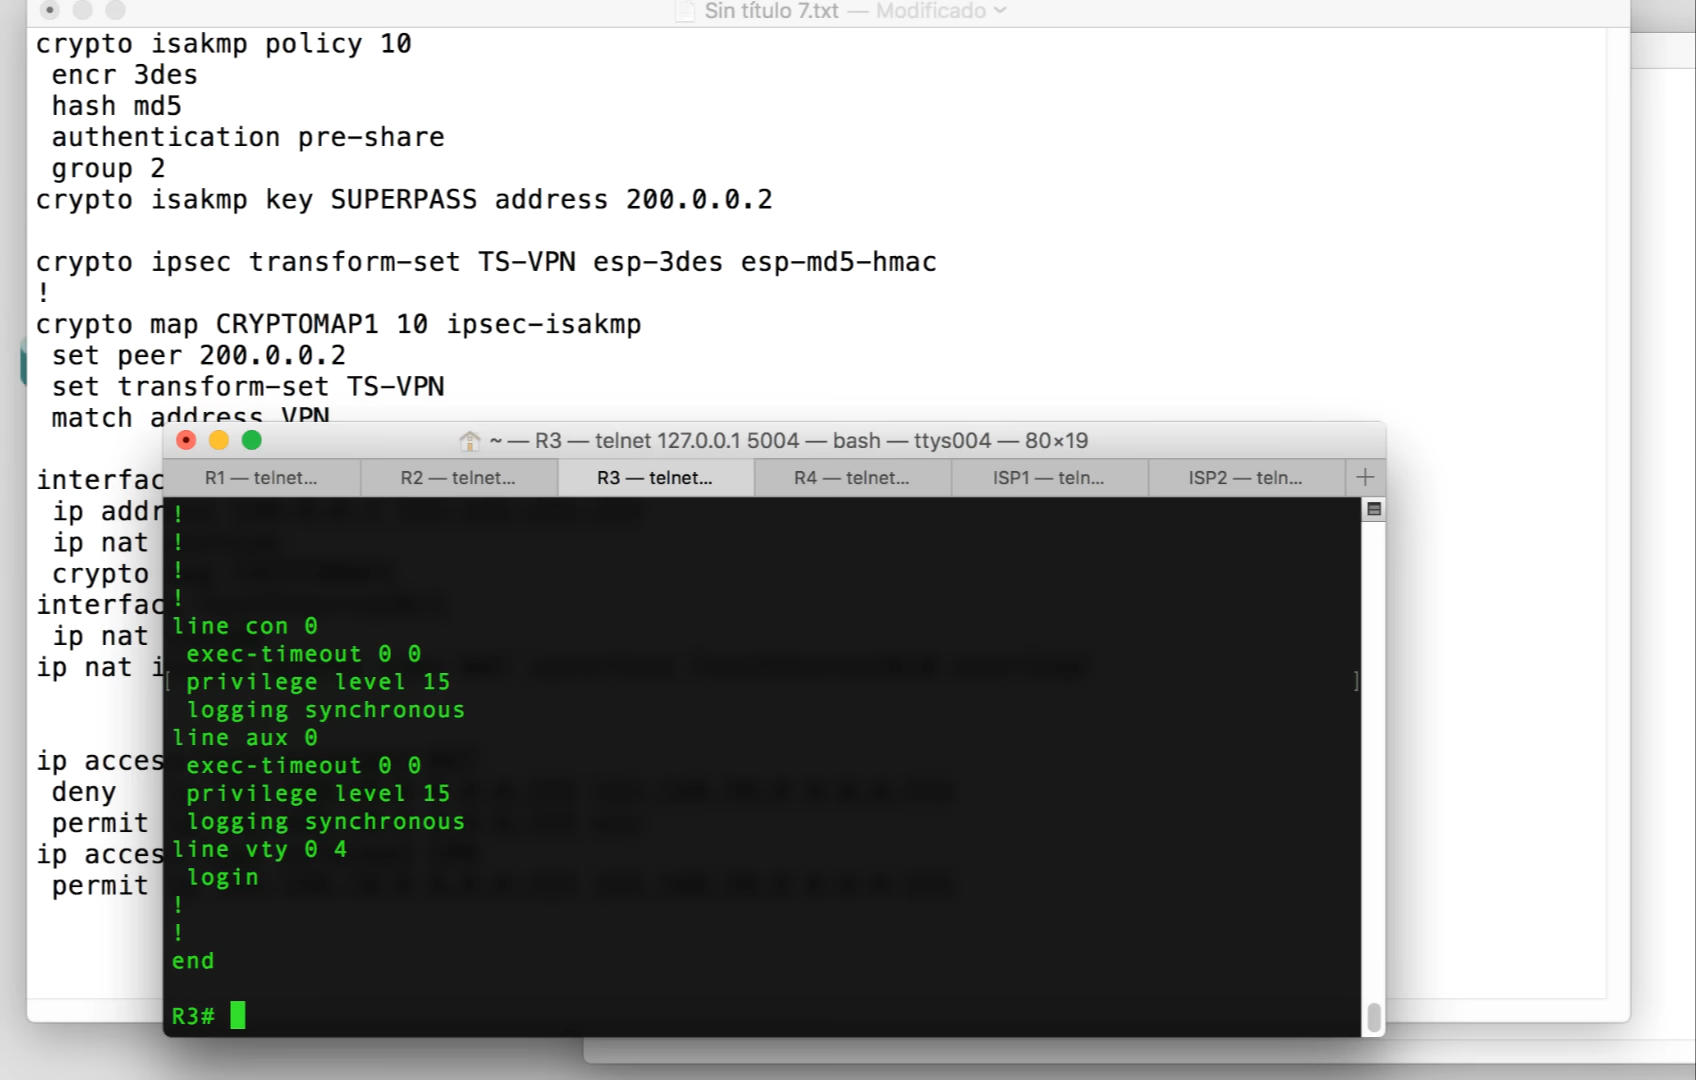 Sin título 7.txt — Modificado
crypto isakmp policy 10
encr 3des
hash md5
authentication pre-share
group 2
crypto isakmp key SUPERPASS address 200.0.0.2
crypto ipsec transform-set TS-VPN esp-3des esp-md5-hmac
!
crypto map CRYPTOMAP1 10 ipsec-isakmp
set peer 200.0.0.2
set transform-set TS-VPN
match address VPN
interfac
ip addr
ip nat
crypto
interfac
ip nat
ip nat i
ip acces
deny
permit
ip acces
permit
~ — R3 — telnet 127.0.0.1 5004 — bash — ttys004 — 80×19
R1 — telnet... R2 — telnet... R3 — telnet... R4 — telnet... ISP1 — teln... ISP2 — teln... +
!
!
!
!
line con 0
exec-timeout 0 0
[ privilege level 15 ]
logging synchronous
line aux 0
exec-timeout 0 0
privilege level 15
logging synchronous
line vty 0 4
login
!
!
end
R3#